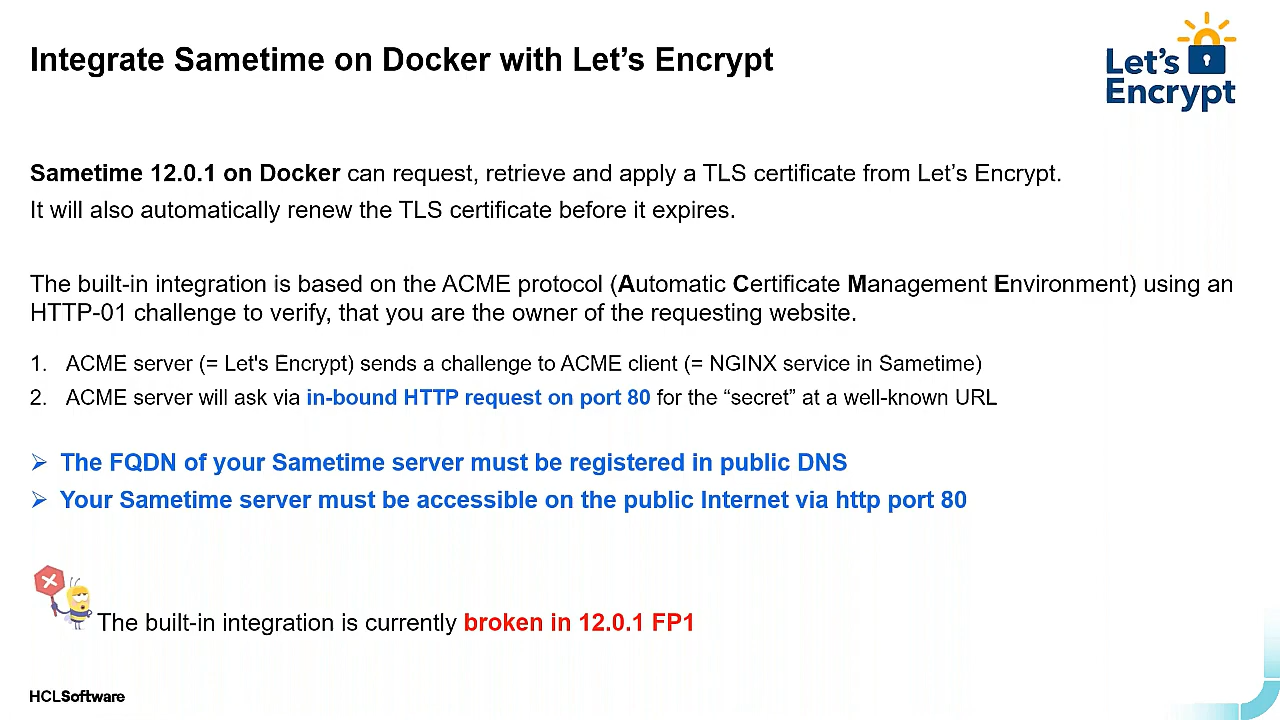 Integrate Sametime on Docker with Let’s Encrypt
Let’s
Encrypt
Sametime 12.0.1 on Docker can request, retrieve and apply a TLS certificate from Let’s Encrypt.
It will also automatically renew the TLS certificate before it expires.
The built-in integration is based on the ACME protocol (Automatic Certificate Management Environment) using an
HTTP-01 challenge to verify, that you are the owner of the requesting website.
1. ACME server (= Let's Encrypt) sends a challenge to ACME client (= NGINX service in Sametime)
2. ACME server will ask via in-bound HTTP request on port 80 for the “secret” at a well-known URL
➢ The FQDN of your Sametime server must be registered in public DNS
➢ Your Sametime server must be accessible on the public Internet via http port 80
The built-in integration is currently broken in 12.0.1 FP1
HCLSoftware